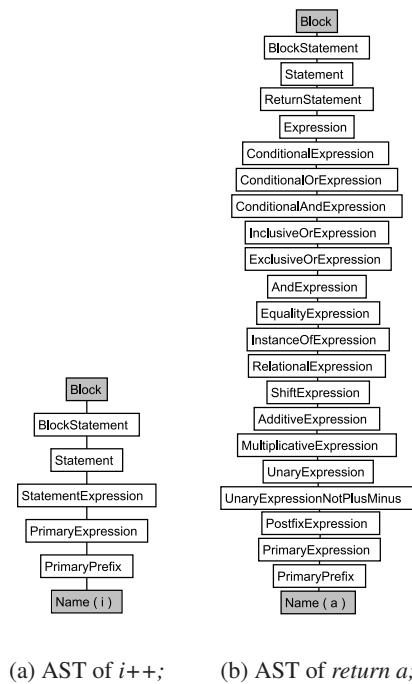 Block
BlockStatement
Statement
StatementExpression
PrimaryExpression
PrimaryPrefix
Name ( i )
(a) AST of i++;
Block
BlockStatement
Statement
ReturnStatement
Expression
ConditionalExpression
ConditionalOrExpression
ConditionalAndExpression
InclusiveOrExpression
ExclusiveOrExpression
AndExpression
EqualityExpression
InstanceOfExpression
RelationalExpression
ShiftExpression
AdditiveExpression
MultiplicativeExpression
UnaryExpression
UnaryExpressionNotPlusMinus
PostfixExpression
PrimaryExpression
PrimaryPrefix
Name ( a )
(b) AST of return a;